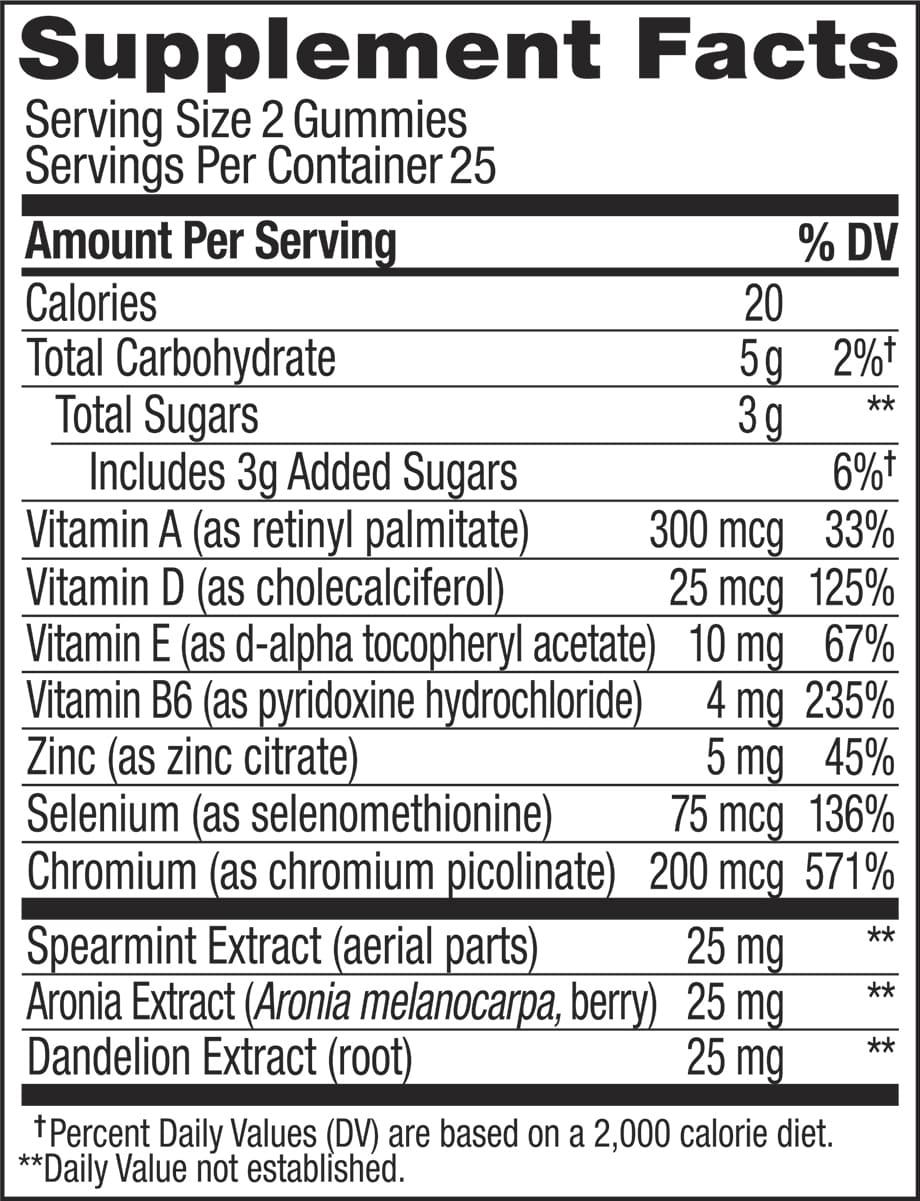 Supplement Facts
Serving Size 2 Gummies
Servings Per Container 25
Amount Per Serving % DV
Calories 20
Total Carbohydrate 5 g 2%†
Total Sugars 3 g **
Includes 3g Added Sugars 6%†
Vitamin A (as retinyl palmitate) 300 mcg 33%
Vitamin D (as cholecalciferol) 25 mcg 125%
Vitamin E (as d-alpha tocopheryl acetate) 10 mg 67%
Vitamin B6 (as pyridoxine hydrochloride) 4 mg 235%
Zinc (as zinc citrate) 5 mg 45%
Selenium (as selenomethionine) 75 mcg 136%
Chromium (as chromium picolinate) 200 mcg 571%
Spearmint Extract (aerial parts) 25 mg **
Aronia Extract (Aronia melanocarpa, berry) 25 mg **
Dandelion Extract (root) 25 mg **
†Percent Daily Values (DV) are based on a 2,000 calorie diet.
**Daily Value not established.